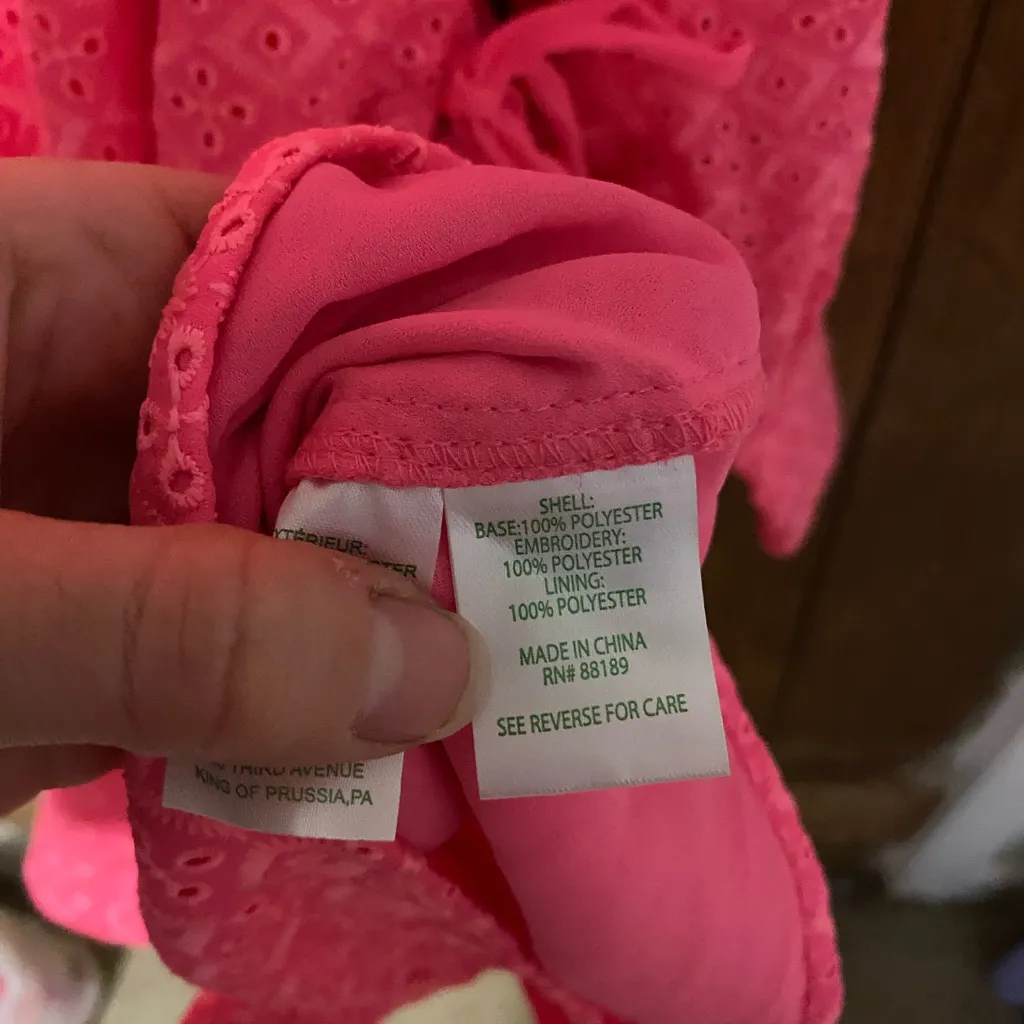 SHELL:
BASE:100% POLYESTER
EMBROIDERY:
100% POLYESTER
LINING:
100% POLYESTER
MADE IN CHINA
RN# 88189
SEE REVERSE FOR CARE
THIRD AVENUE
KING OF PRUSSIA,PA